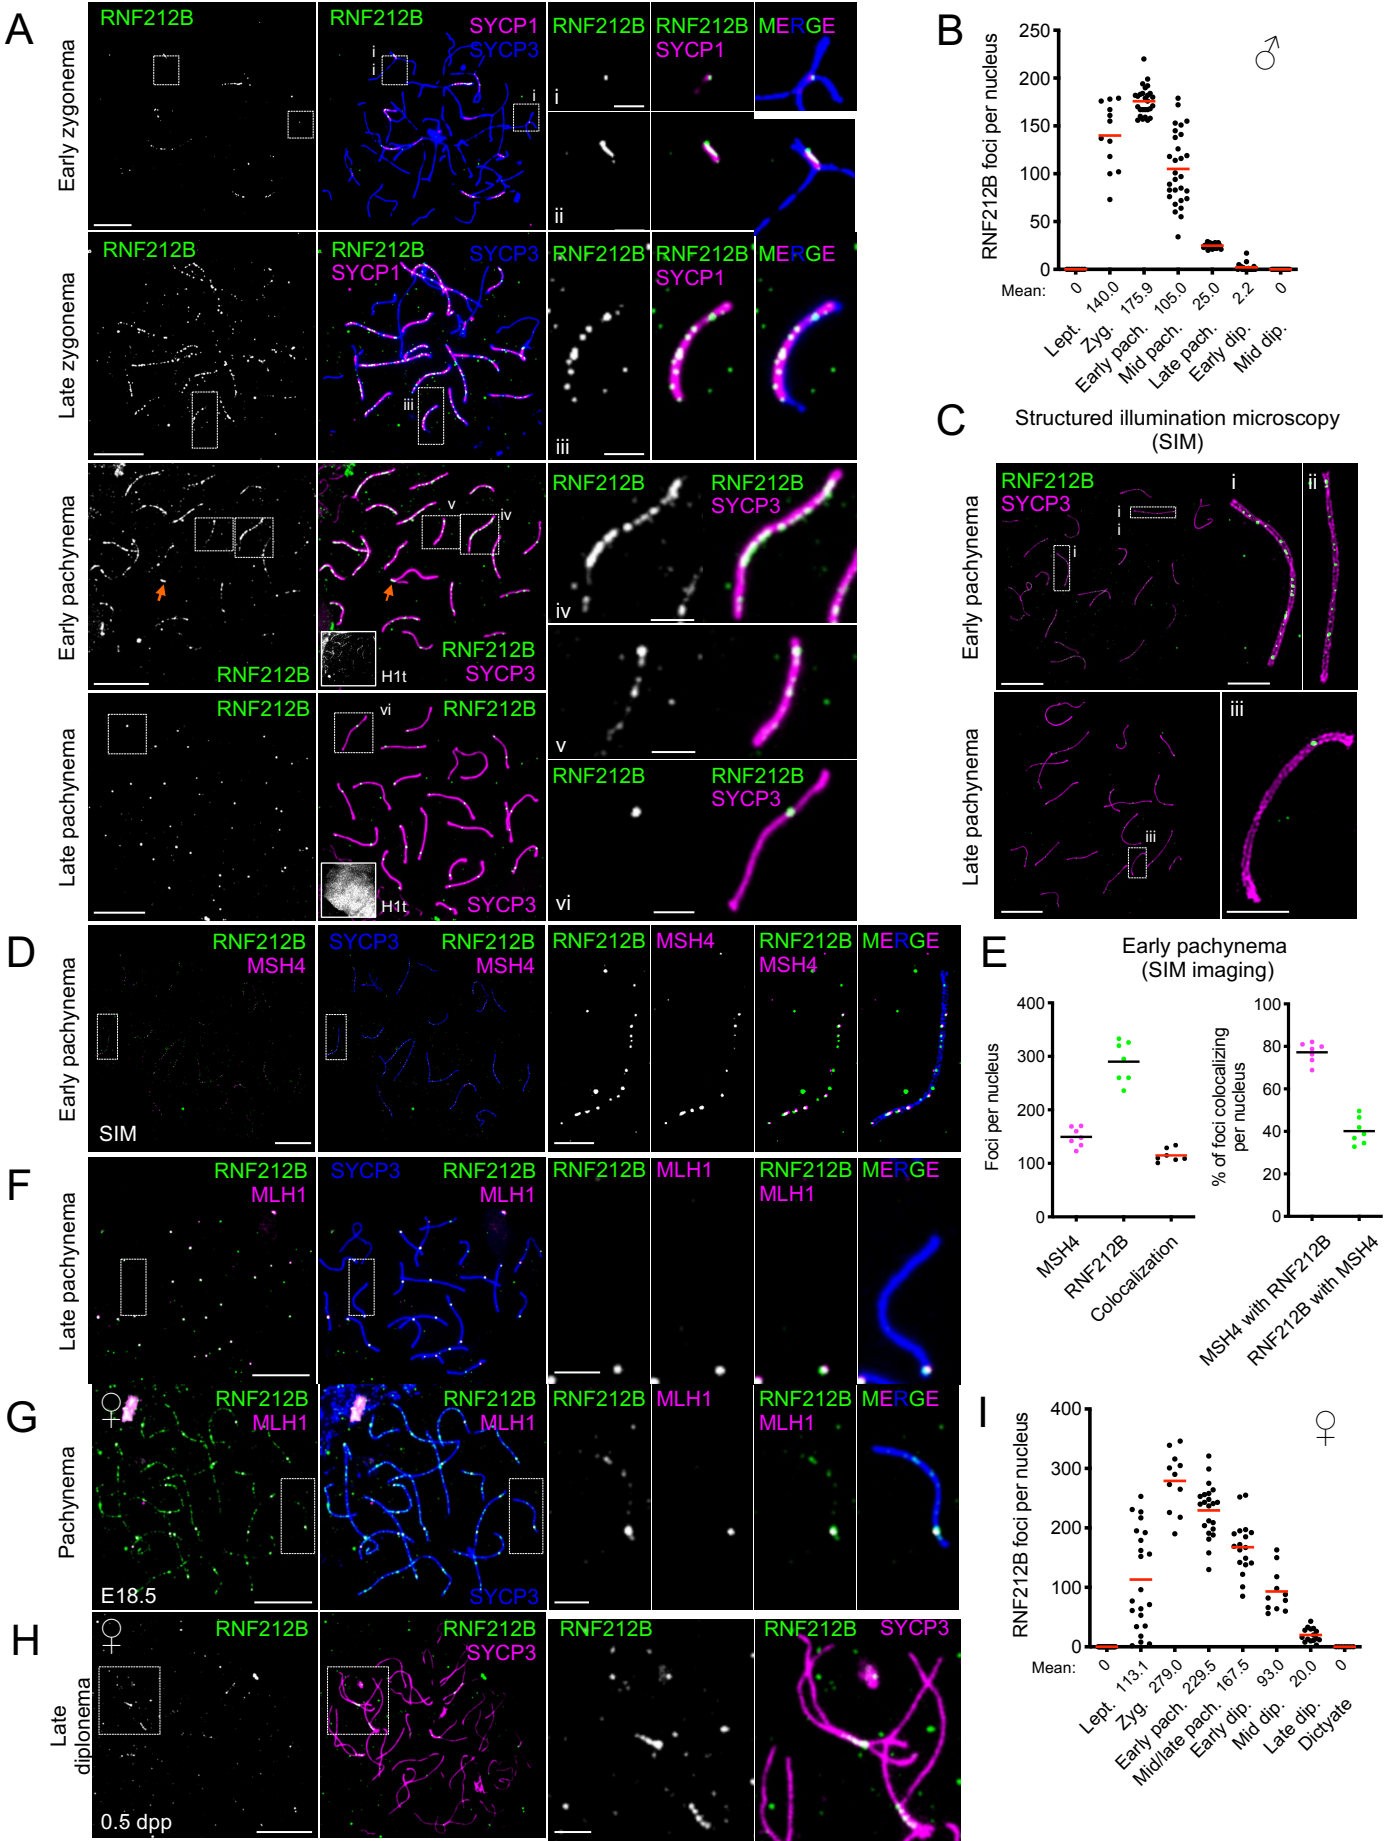 A
Early zygonema
RNF212B
RNF212B
SYCP1
SYCP3
i
i
i
RNF212B
RNF212B
SYCP1
MERGE
i
ii
Late zygonema
RNF212B
RNF212B
SYCP1
SYCP3
iii
RNF212B
RNF212B
SYCP1
MERGE
iii
Early pachynema
RNF212B
v
iv
H1t
RNF212B
SYCP3
RNF212B
RNF212B
SYCP3
iv
v
Late pachynema
RNF212B
vi
RNF212B
H1t
SYCP3
RNF212B
RNF212B
SYCP3
vi
B
♂
RNF212B foci per nucleus
250
200
150
100
50
0
Mean:
0
140.0
175.9
105.0
25.0
2.2
0
Lept.
Zyg.
Early pach.
Mid pach.
Late pach.
Early dip.
Mid dip.
C
Structured illumination microscopy
(SIM)
Early pachynema
RNF212B
SYCP3
i
i
i
i
ii
Late pachynema
iii
iii
D
Early pachynema
RNF212B
MSH4
SIM
SYCP3
RNF212B
MSH4
RNF212B
MSH4
RNF212B
MSH4
MERGE
E
Early pachynema
(SIM imaging)
Foci per nucleus
400
300
200
100
0
MSH4
RNF212B
Colocalization
% of foci colocalizing
per nucleus
100
80
60
40
20
0
MSH4 with RNF212B
RNF212B with MSH4
F
Late pachynema
RNF212B
MLH1
SYCP3
RNF212B
MLH1
RNF212B
MLH1
RNF212B
MLH1
MERGE
G
Pachynema
♀
RNF212B
MLH1
E18.5
RNF212B
MLH1
SYCP3
RNF212B
MLH1
RNF212B
MLH1
MERGE
H
Late
diplonema
♀
RNF212B
0.5 dpp
RNF212B
SYCP3
RNF212B
RNF212B
SYCP3
I
♀
RNF212B foci per nucleus
400
300
200
100
0
Mean:
0
113.1
279.0
229.5
167.5
93.0
20.0
0
Lept.
Zyg.
Early pach.
Mid/late pach.
Early dip.
Mid dip.
Late dip.
Dictyate